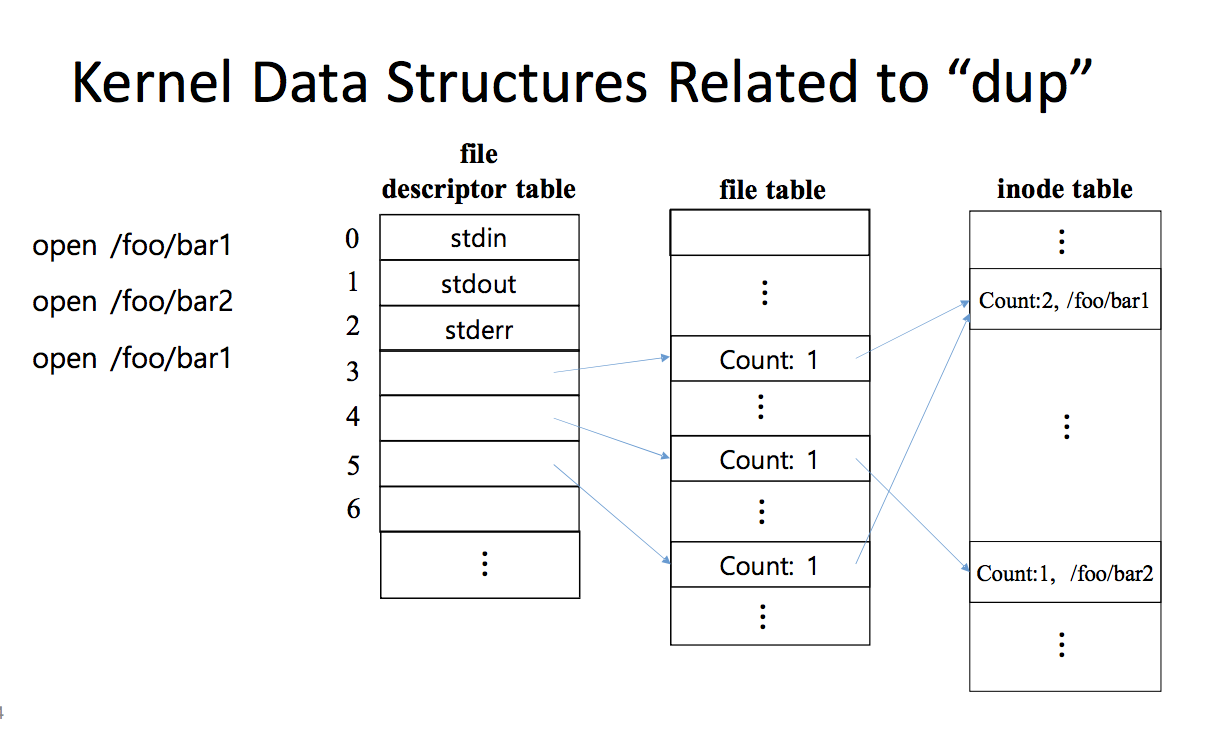 Kernel Data Structures Related to “dup”
file
descriptor table
file table
inode table
open /foo/bar1
open /foo/bar2
open /foo/bar1
0
stdin
1
stdout
2
stderr
3
4
5
6
⋮
⋮
Count: 1
⋮
Count: 1
⋮
Count: 1
⋮
⋮
Count:2, /foo/bar1
⋮
Count:1, /foo/bar2
⋮
4